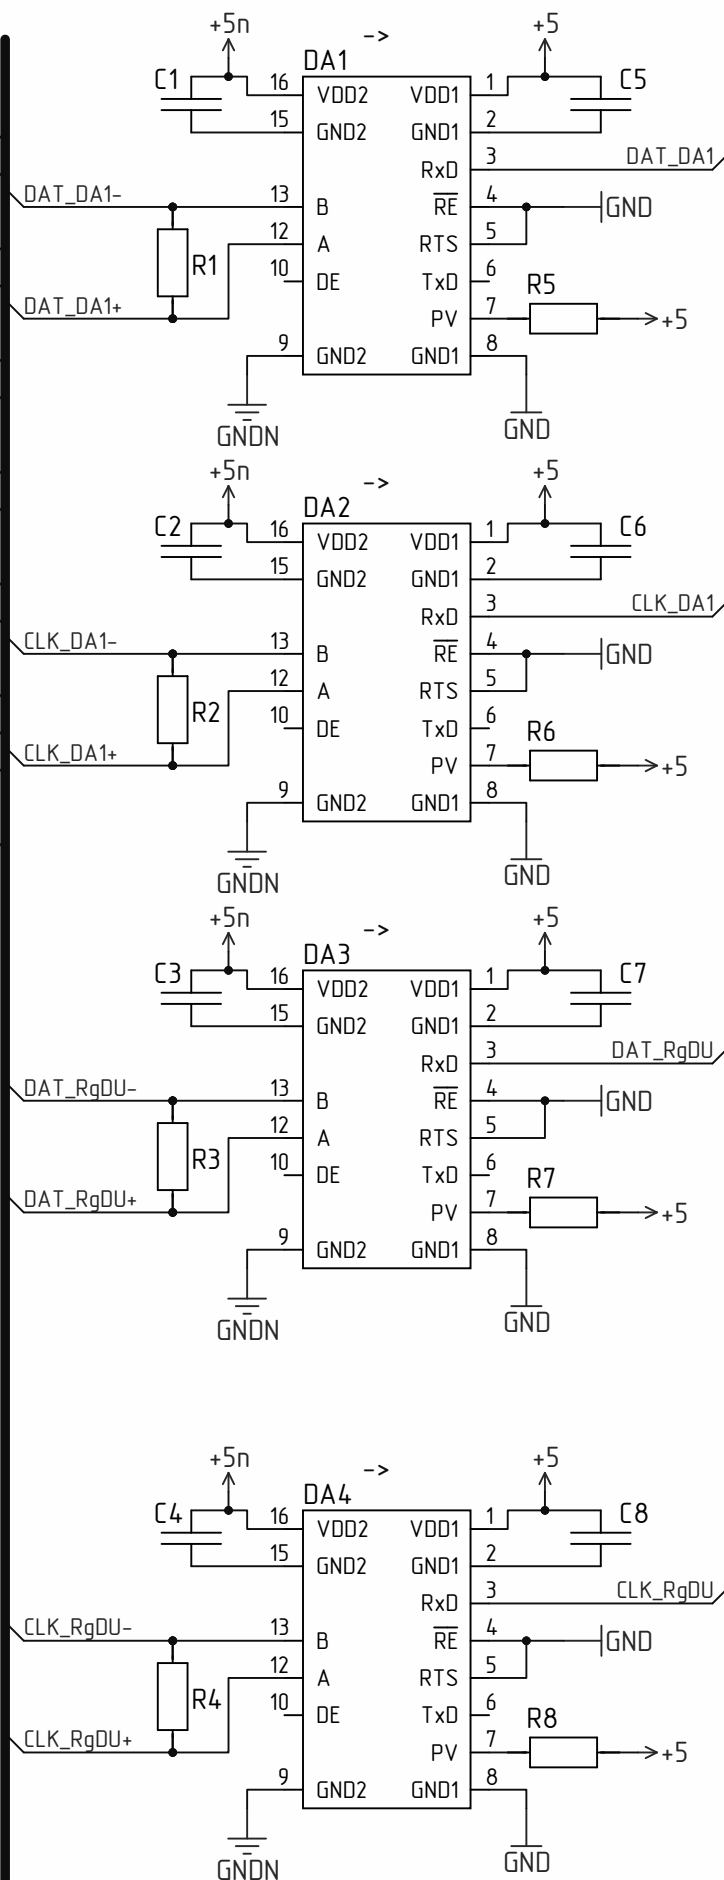 +5n -> +5
C1 DA1 C5
16 VDD2 VDD1 1
15 GND2 GND1 2
RxD 3 DAT_DA1
DAT_DA1- 13 B RE 4 GND
12 A RTS 5
R1
10 DE TxD 6
R5
DAT_DA1+ PV 7 +5
9 GND2 GND1 8
GNDN GND
+5n -> +5
C2 DA2 C6
16 VDD2 VDD1 1
15 GND2 GND1 2
RxD 3 CLK_DA1
CLK_DA1- 13 B RE 4 GND
12 A RTS 5
R2
10 DE TxD 6
R6
CLK_DA1+ PV 7 +5
9 GND2 GND1 8
GNDN GND
+5n -> +5
C3 DA3 C7
16 VDD2 VDD1 1
15 GND2 GND1 2
RxD 3 DAT_RgDU
DAT_RgDU- 13 B RE 4 GND
12 A RTS 5
R3
10 DE TxD 6
R7
DAT_RgDU+ PV 7 +5
9 GND2 GND1 8
GNDN GND
+5n -> +5
C4 DA4 C8
16 VDD2 VDD1 1
15 GND2 GND1 2
RxD 3 CLK_RgDU
CLK_RgDU- 13 B RE 4 GND
12 A RTS 5
R4
10 DE TxD 6
R8
CLK_RgDU+ PV 7 +5
9 GND2 GND1 8
GNDN GND